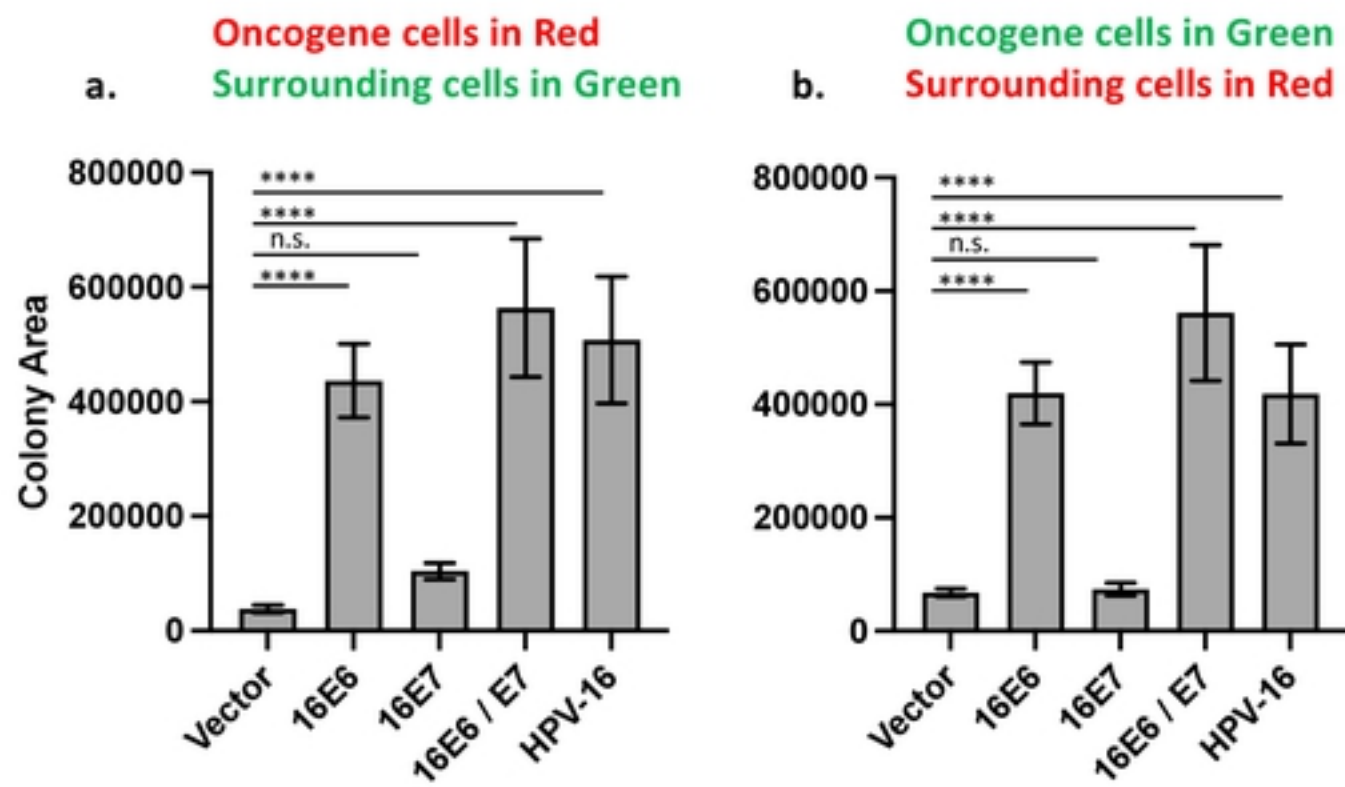 Oncogene cells in Red
a. Surrounding cells in Green
800000
600000
400000
200000
0
Colony Area
****
****
n.s.
****
Vector
16E6
16E7
16E6 / E7
HPV-16
Oncogene cells in Green
b. Surrounding cells in Red
800000
600000
400000
200000
0
****
****
n.s.
****
Vector
16E6
16E7
16E6 / E7
HPV-16